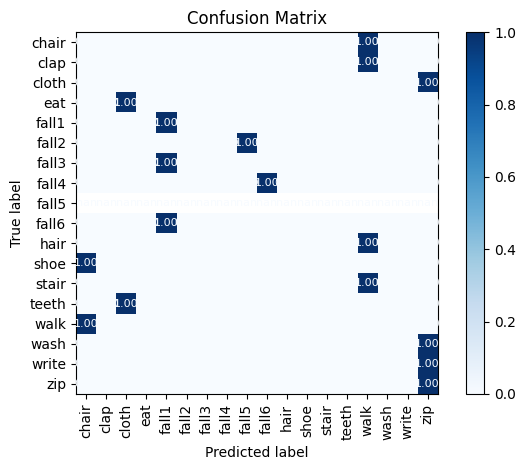 Confusion Matrix
True label
chair 1.00
clap 1.00
cloth 1.00
eat 1.00
fall1 1.00
fall2 1.00
fall3 1.00
fall4 1.00
fall5
fall6 1.00
hair 1.00
shoe 1.00
stair 1.00
teeth 1.00
walk 1.00
wash 1.00
write 1.00
zip 1.00
chair clap cloth eat fall1 fall2 fall3 fall4 fall5 fall6 hair shoe stair teeth walk wash write zip
Predicted label
1.0
0.8
0.6
0.4
0.2
0.0